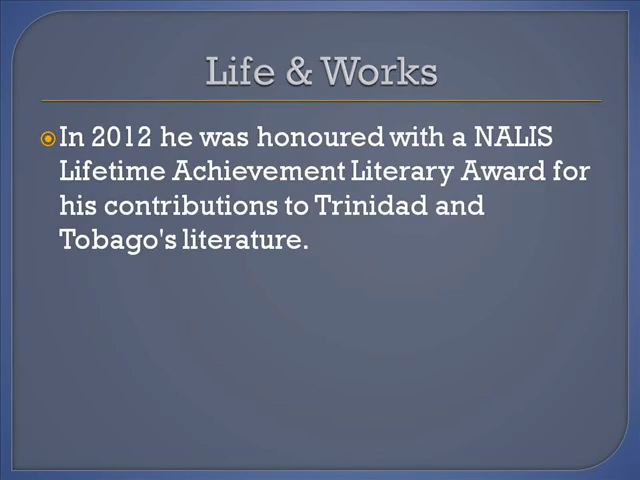 Life & Works
In 2012 he was honoured with a NALIS
Lifetime Achievement Literary Award for
his contributions to Trinidad and
Tobago's literature.